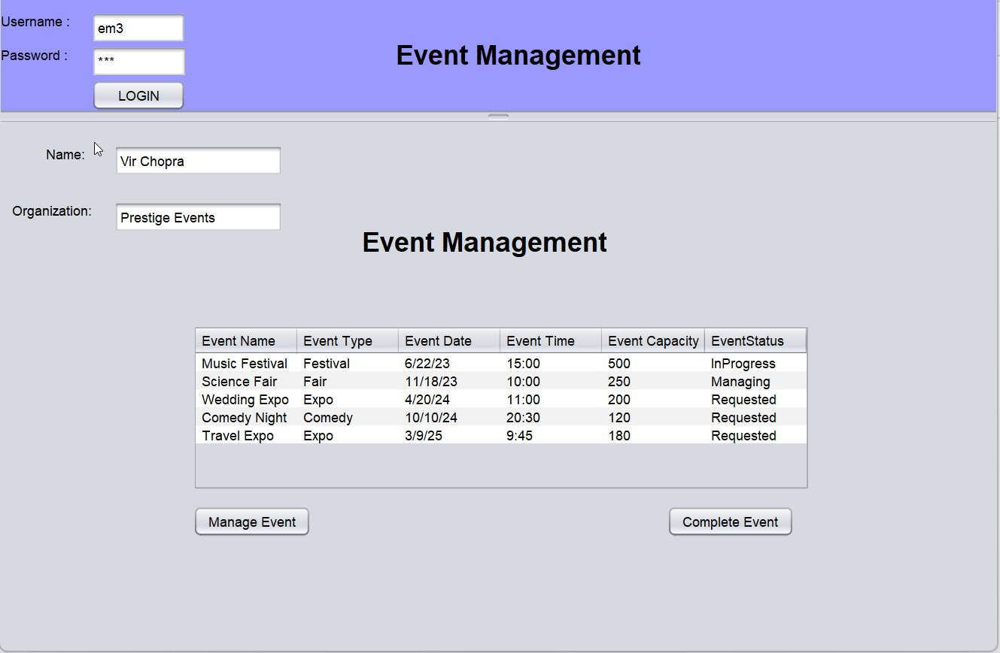 Username :
em3
Password :
***
LOGIN
Event Management
Name:
Vir Chopra
Organization:
Prestige Events
Event Management
Event Name Event Type Event Date Event Time Event Capacity EventStatus
Music Festival Festival 6/22/23 15:00 500 InProgress
Science Fair Fair 11/18/23 10:00 250 Managing
Wedding Expo Expo 4/20/24 11:00 200 Requested
Comedy Night Comedy 10/10/24 20:30 120 Requested
Travel Expo Expo 3/9/25 9:45 180 Requested
Manage Event
Complete Event